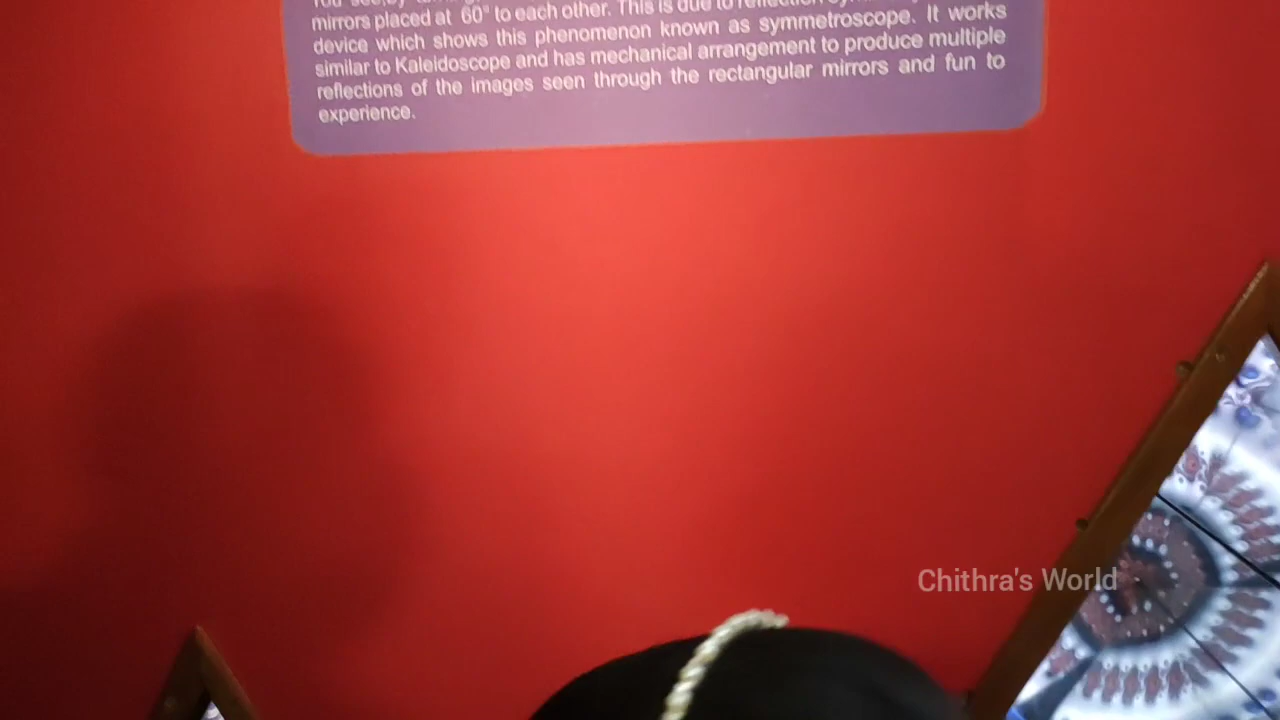 mirrors placed at 60° to each other. This is due to reflection
device which shows this phenomenon known as symmetroscope. It works
similar to Kaleidoscope and has mechanical arrangement to produce multiple
reflections of the images seen through the rectangular mirrors and fun to
experience.
Chithra's World